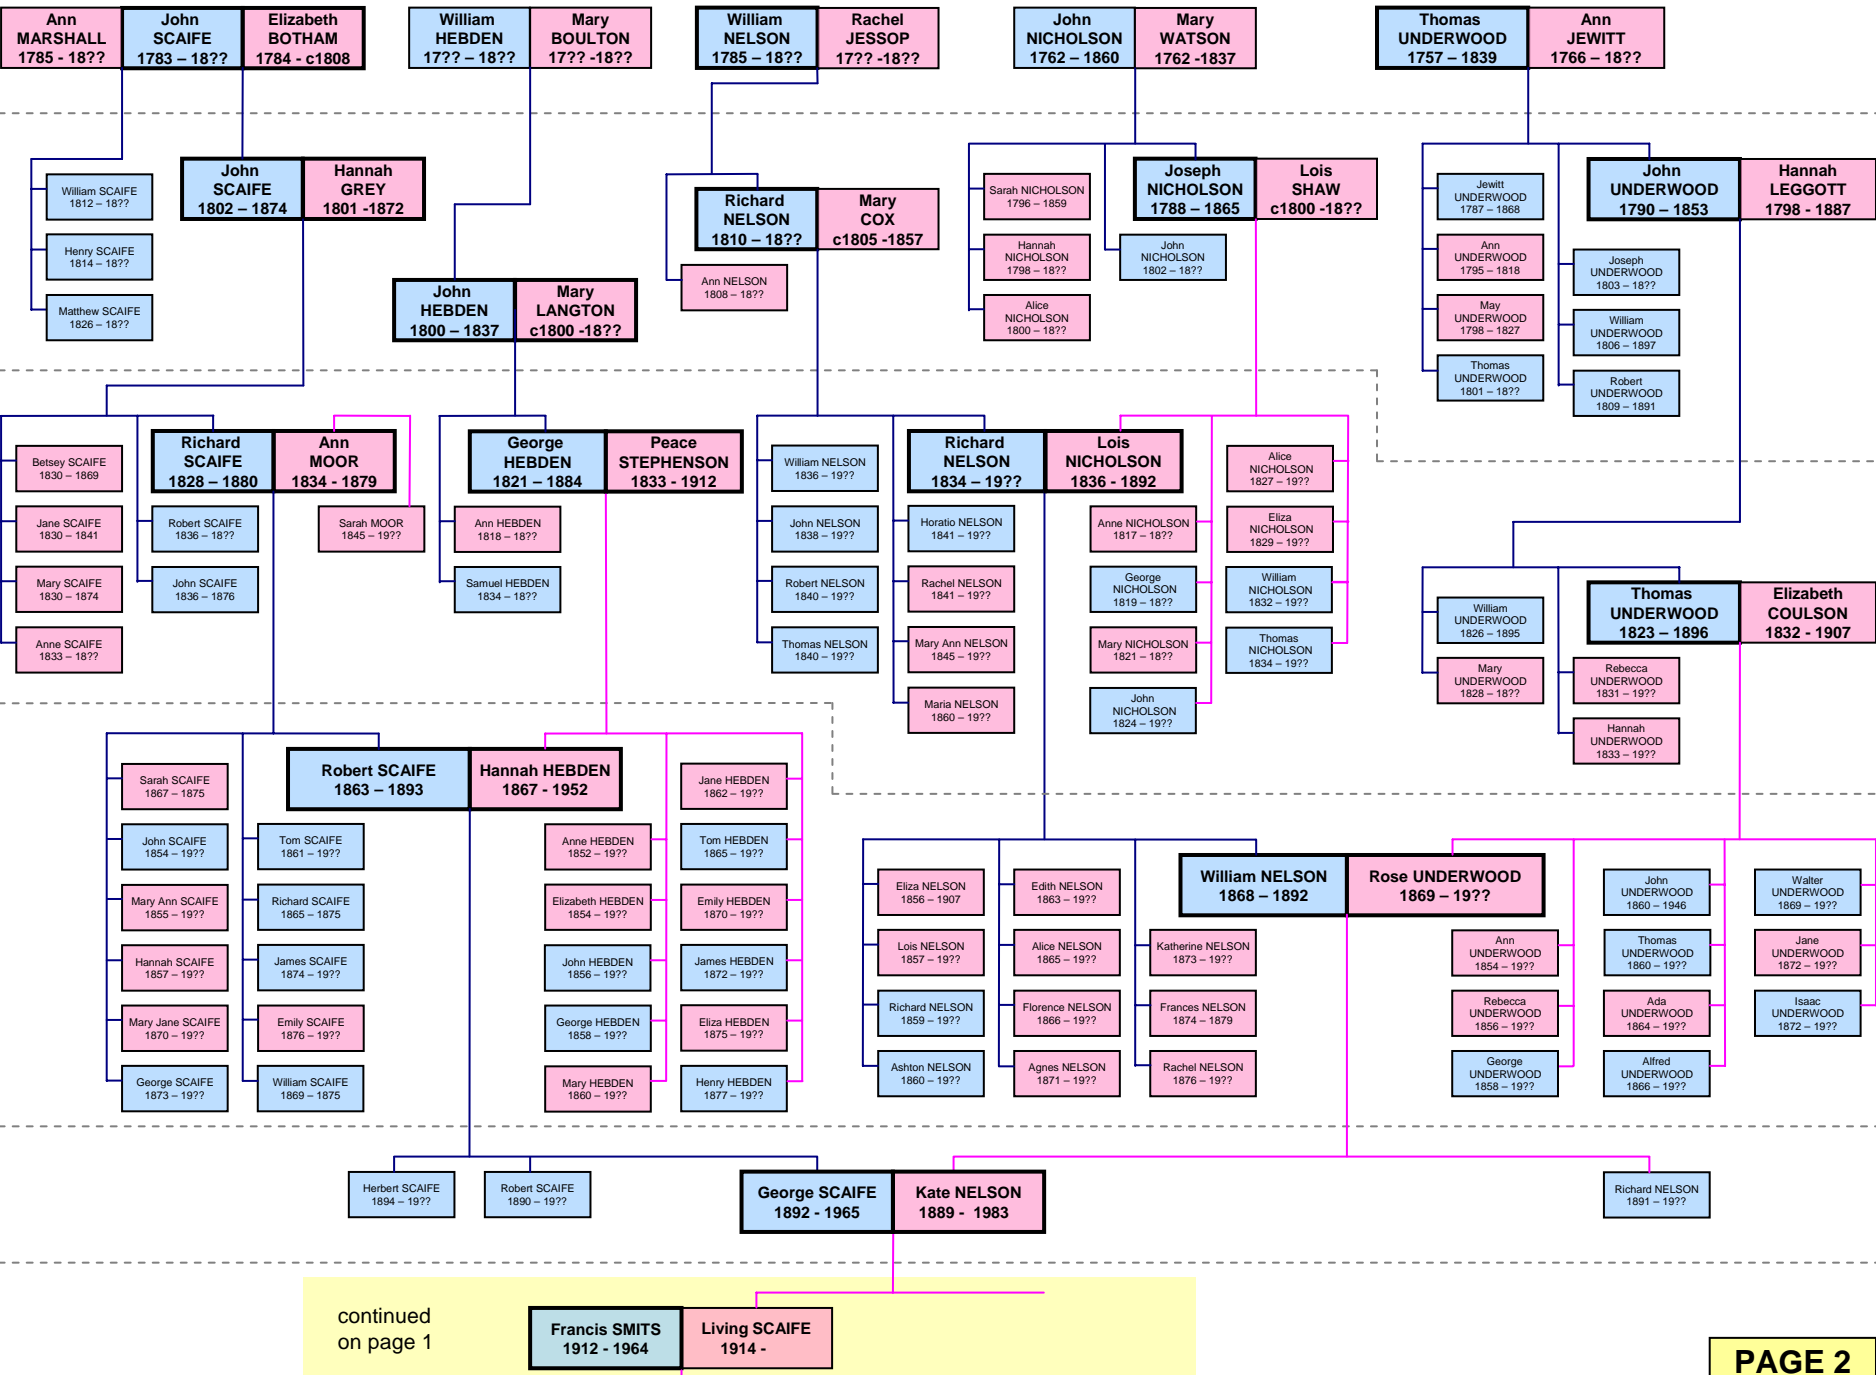 Ann
MARSHALL
1785 - 18??
John
SCAIFE
1783 – 18??
Elizabeth
BOTHAM
1784 - c1808
William
HEBDEN
17?? – 18??
Mary
BOULTON
17?? -18??
William
NELSON
1785 – 18??
Rachel
JESSOP
17?? -18??
John
NICHOLSON
1762 – 1860
Mary
WATSON
1762 -1837
Thomas
UNDERWOOD
1757 – 1839
Ann
JEWITT
1766 – 18??
William SCAIFE
1812 – 18??
Henry SCAIFE
1814 – 18??
Matthew SCAIFE
1826 – 18??
John
SCAIFE
1802 – 1874
Hannah
GREY
1801 -1872
John
HEBDEN
1800 – 1837
Mary
LANGTON
c1800 -18??
Richard
NELSON
1810 – 18??
Mary
COX
c1805 -1857
Ann NELSON
1808 – 18??
Sarah NICHOLSON
1796 – 1859
Hannah
NICHOLSON
1798 – 18??
Alice
NICHOLSON
1800 – 18??
John
NICHOLSON
1802 – 18??
Joseph
NICHOLSON
1788 – 1865
Lois
SHAW
c1800 -18??
Jewitt
UNDERWOOD
1787 – 1868
Ann
UNDERWOOD
1795 – 1818
May
UNDERWOOD
1798 – 1827
Thomas
UNDERWOOD
1801 – 18??
Joseph
UNDERWOOD
1803 – 18??
William
UNDERWOOD
1806 – 1897
Robert
UNDERWOOD
1809 – 1891
John
UNDERWOOD
1790 – 1853
Hannah
LEGGOTT
1798 - 1887
Betsey SCAIFE
1830 – 1869
Jane SCAIFE
1830 – 1841
Mary SCAIFE
1830 – 1874
Anne SCAIFE
1833 – 18??
Richard
SCAIFE
1828 – 1880
Ann
MOOR
1834 - 1879
Robert SCAIFE
1836 – 18??
John SCAIFE
1836 – 1876
Sarah MOOR
1845 – 19??
George
HEBDEN
1821 – 1884
Peace
STEPHENSON
1833 - 1912
Ann HEBDEN
1818 – 18??
Samuel HEBDEN
1834 – 18??
William NELSON
1836 – 19??
John NELSON
1838 – 19??
Robert NELSON
1840 – 19??
Thomas NELSON
1840 – 19??
Richard
NELSON
1834 – 19??
Lois
NICHOLSON
1836 - 1892
Horatio NELSON
1841 – 19??
Rachel NELSON
1841 – 19??
Mary Ann NELSON
1845 – 19??
Maria NELSON
1860 – 19??
Anne NICHOLSON
1817 – 18??
George
NICHOLSON
1819 – 18??
Mary NICHOLSON
1821 – 18??
John
NICHOLSON
1824 – 19??
Alice
NICHOLSON
1827 – 19??
Eliza
NICHOLSON
1829 – 19??
William
NICHOLSON
1832 – 19??
Thomas
NICHOLSON
1834 – 19??
William
UNDERWOOD
1826 – 1895
Mary
UNDERWOOD
1828 – 18??
Thomas
UNDERWOOD
1823 – 1896
Elizabeth
COULSON
1832 - 1907
Rebecca
UNDERWOOD
1831 – 19??
Hannah
UNDERWOOD
1833 – 19??
Sarah SCAIFE
1867 – 1875
John SCAIFE
1854 – 19??
Mary Ann SCAIFE
1855 – 19??
Hannah SCAIFE
1857 – 19??
Mary Jane SCAIFE
1870 – 19??
George SCAIFE
1873 – 19??
Robert SCAIFE
1863 – 1893
Hannah HEBDEN
1867 - 1952
Tom SCAIFE
1861 – 19??
Richard SCAIFE
1865 – 1875
James SCAIFE
1874 – 19??
Emily SCAIFE
1876 – 19??
William SCAIFE
1869 – 1875
Anne HEBDEN
1852 – 19??
Elizabeth HEBDEN
1854 – 19??
John HEBDEN
1856 – 19??
George HEBDEN
1858 – 19??
Mary HEBDEN
1860 – 19??
Jane HEBDEN
1862 – 19??
Tom HEBDEN
1865 – 19??
Emily HEBDEN
1870 – 19??
James HEBDEN
1872 – 19??
Eliza HEBDEN
1875 – 19??
Henry HEBDEN
1877 – 19??
Eliza NELSON
1856 – 1907
Lois NELSON
1857 – 19??
Richard NELSON
1859 – 19??
Ashton NELSON
1860 – 19??
Edith NELSON
1863 – 19??
Alice NELSON
1865 – 19??
Florence NELSON
1866 – 19??
Agnes NELSON
1871 – 19??
William NELSON
1868 – 1892
Rose UNDERWOOD
1869 – 19??
Katherine NELSON
1873 – 19??
Frances NELSON
1874 – 1879
Rachel NELSON
1876 – 19??
Ann
UNDERWOOD
1854 – 19??
Rebecca
UNDERWOOD
1856 – 19??
George
UNDERWOOD
1858 – 19??
John
UNDERWOOD
1860 - 1946
Thomas
UNDERWOOD
1860 – 19??
Ada
UNDERWOOD
1864 – 19??
Alfred
UNDERWOOD
1866 – 19??
Walter
UNDERWOOD
1869 – 19??
Jane
UNDERWOOD
1872 – 19??
Isaac
UNDERWOOD
1872 – 19??
Herbert SCAIFE
1894 – 19??
Robert SCAIFE
1890 – 19??
George SCAIFE
1892 - 1965
Kate NELSON
1889 - 1983
Richard NELSON
1891 – 19??
continued
on page 1
Francis SMITS
1912 - 1964
Living SCAIFE
1914 -
PAGE 2